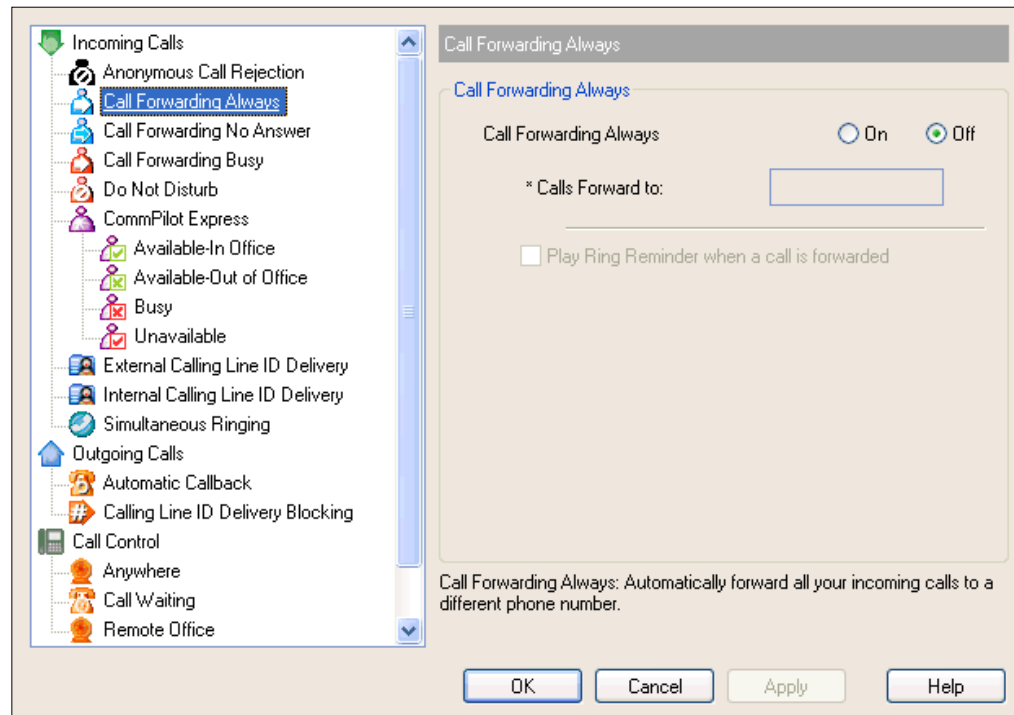 Incoming Calls
Anonymous Call Rejection
Call Forwarding Always
Call Forwarding No Answer
Call Forwarding Busy
Do Not Disturb
CommPilot Express
Available-In Office
Available-Out of Office
Busy
Unavailable
External Calling Line ID Delivery
Internal Calling Line ID Delivery
Simultaneous Ringing
Outgoing Calls
Automatic Callback
Calling Line ID Delivery Blocking
Call Control
Anywhere
Call Waiting
Remote Office
Call Forwarding Always
Call Forwarding Always
Call Forwarding Always On Off
* Calls Forward to:
Play Ring Reminder when a call is forwarded
Call Forwarding Always: Automatically forward all your incoming calls to a
different phone number.
OK Cancel Apply Help